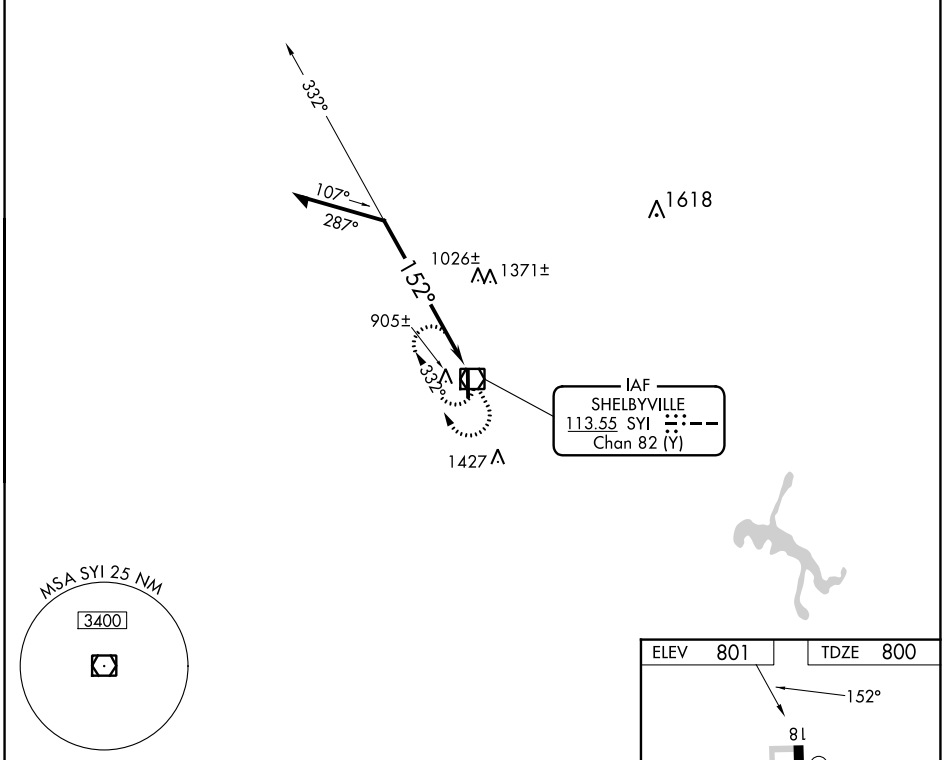 332°
107°
287°
1618
1026±
1371±
152°
905±
332°
IAF
SHELBYVILLE
113.55 SYI
Chan 82 (Y)
1427
MSA SYI 25 NM
3400
ELEV 801
TDZE 800
152°
18